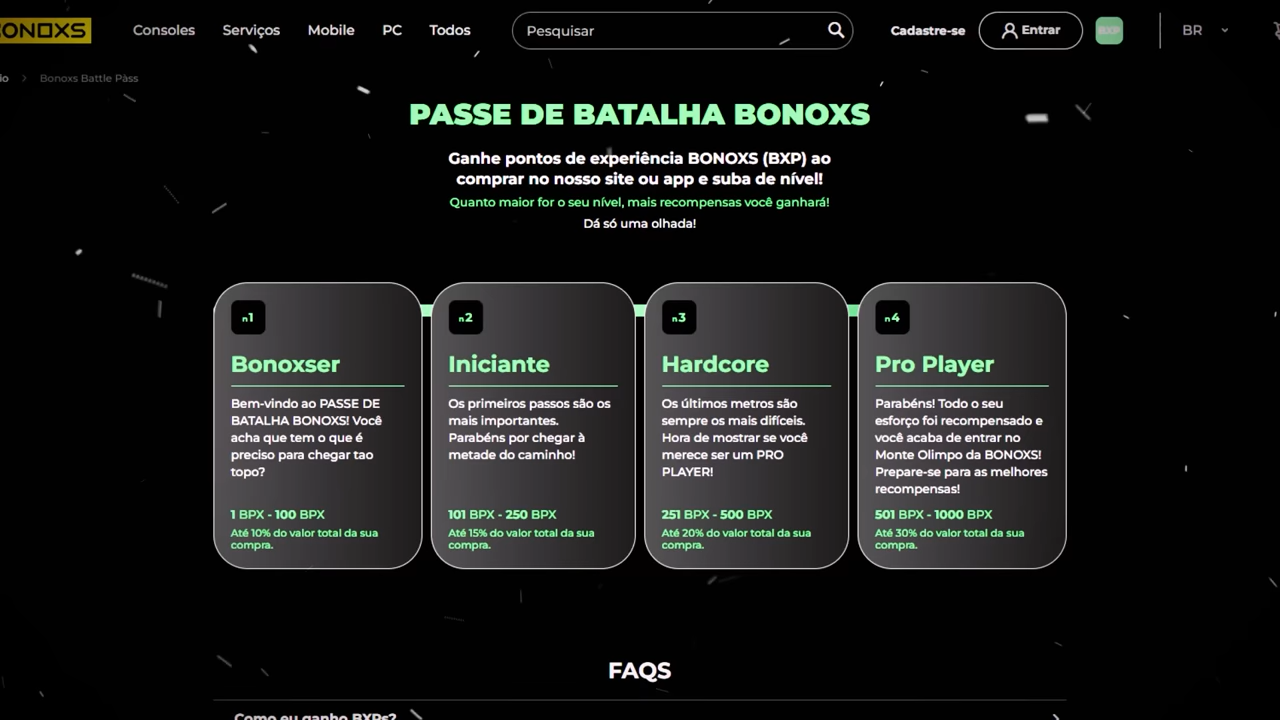 ONOXS
Consoles
Serviços
Mobile
PC
Todos
Pesquisar
Cadastre-se
Entrar
BXP
BR
io > Bonoxs Battle Pass
PASSE DE BATALHA BONOXS
Ganhe pontos de experiência BONOXS (BXP) ao
comprar no nosso site ou app e suba de nível!
Quanto maior for o seu nível, mais recompensas você ganhará!
Dá só uma olhada!
n1
Bonoxser
Bem-vindo ao PASSE DE
BATALHA BONOXS! Você
acha que tem o que é
preciso para chegar tao
topo?
1 BPX - 100 BPX
Até 10% do valor total da sua
compra.
n2
Iniciante
Os primeiros passos são os
mais importantes.
Parabéns por chegar à
metade do caminho!
101 BPX - 250 BPX
Até 15% do valor total da sua
compra.
n3
Hardcore
Os últimos metros são
sempre os mais difíceis.
Hora de mostrar se você
merece ser um PRO
PLAYER!
251 BPX - 500 BPX
Até 20% do valor total da sua
compra.
n4
Pro Player
Parabéns! Todo o seu
esforço foi recompensado e
você acaba de entrar no
Monte Olimpo da BONOXS!
Prepare-se para as melhores
recompensas!
501 BPX - 1000 BPX
Até 30% do valor total da sua
compra.
FAQS
Como eu ganho BXPs?